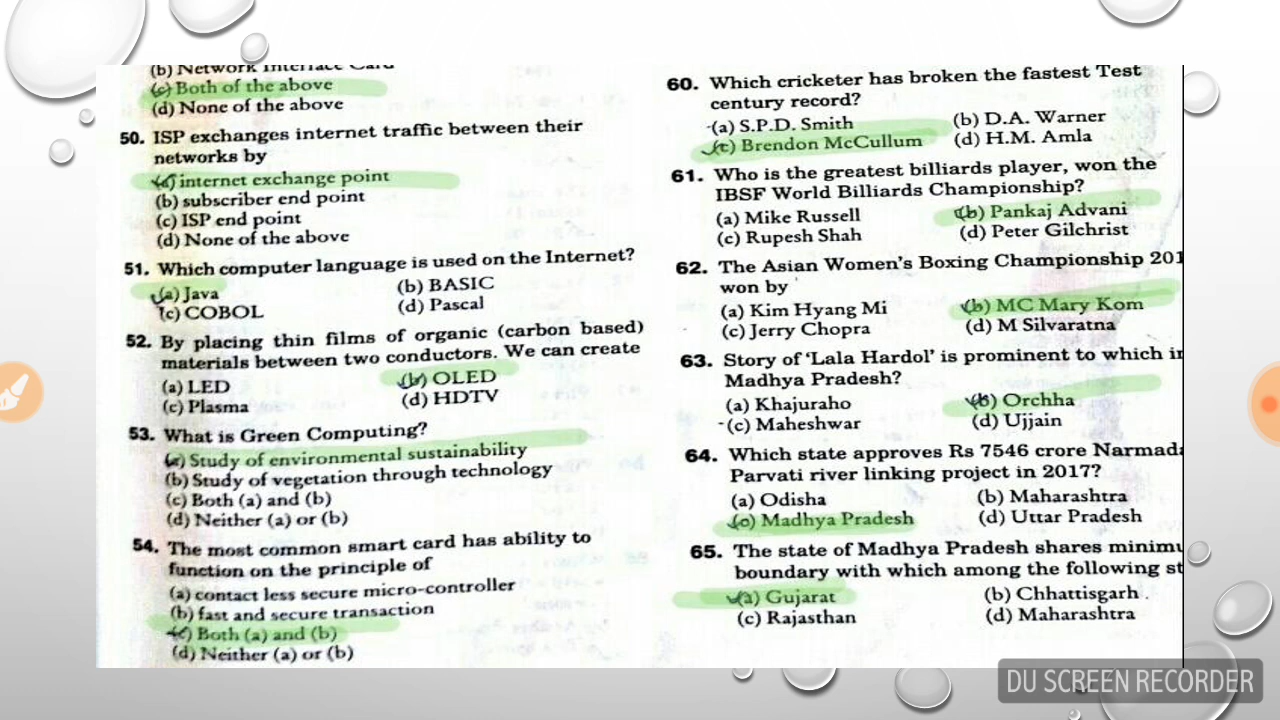 (b) Network Interface Card
(c) Both of the above
(d) None of the above
50. ISP exchanges internet traffic between their
networks by
(a) internet exchange point
(b) subscriber end point
(c) ISP end point
(d) None of the above
51. Which computer language is used on the Internet?
(a) Java (b) BASIC
(c) COBOL (d) Pascal
52. By placing thin films of organic (carbon based)
materials between two conductors. We can create
(a) LED (b) OLED
(c) Plasma (d) HDTV
53. What is Green Computing?
(a) Study of environmental sustainability
(b) Study of vegetation through technology
(c) Both (a) and (b)
(d) Neither (a) or (b)
54. The most common smart card has ability to
function on the principle of
(a) contact less secure micro-controller
(b) fast and secure transaction
(c) Both (a) and (b)
(d) Neither (a) or (b)
60. Which cricketer has broken the fastest Test
century record?
(a) S.P.D. Smith (b) D.A. Warner
(c) Brendon McCullum (d) H.M. Amla
61. Who is the greatest billiards player, won the
IBSF World Billiards Championship?
(a) Mike Russell (b) Pankaj Advani
(c) Rupesh Shah (d) Peter Gilchrist
62. The Asian Women's Boxing Championship 201
won by
(a) Kim Hyang Mi (b) MC Mary Kom
(c) Jerry Chopra (d) M Silvaratna
63. Story of 'Lala Hardol' is prominent to which in
Madhya Pradesh?
(a) Khajuraho (b) Orchha
(c) Maheshwar (d) Ujjain
64. Which state approves Rs 7546 crore Narmada
Parvati river linking project in 2017?
(a) Odisha (b) Maharashtra
(c) Madhya Pradesh (d) Uttar Pradesh
65. The state of Madhya Pradesh shares minimu
boundary with which among the following st
(a) Gujarat (b) Chhattisgarh
(c) Rajasthan (d) Maharashtra
DU SCREEN RECORDER